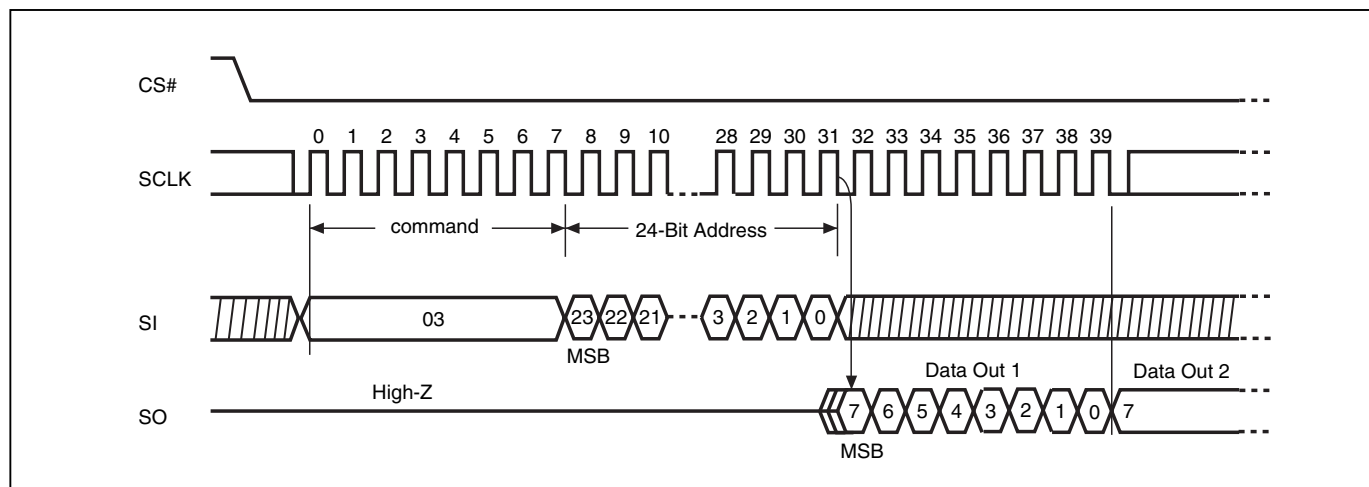 CS#
0 1 2 3 4 5 6 7 8 9 10 28 29 30 31 32 33 34 35 36 37 38 39
SCLK
command 24-Bit Address
SI 03 23 22 21 3 2 1 0
MSB
Data Out 1 Data Out 2
High-Z
SO 7 6 5 4 3 2 1 0 7
MSB